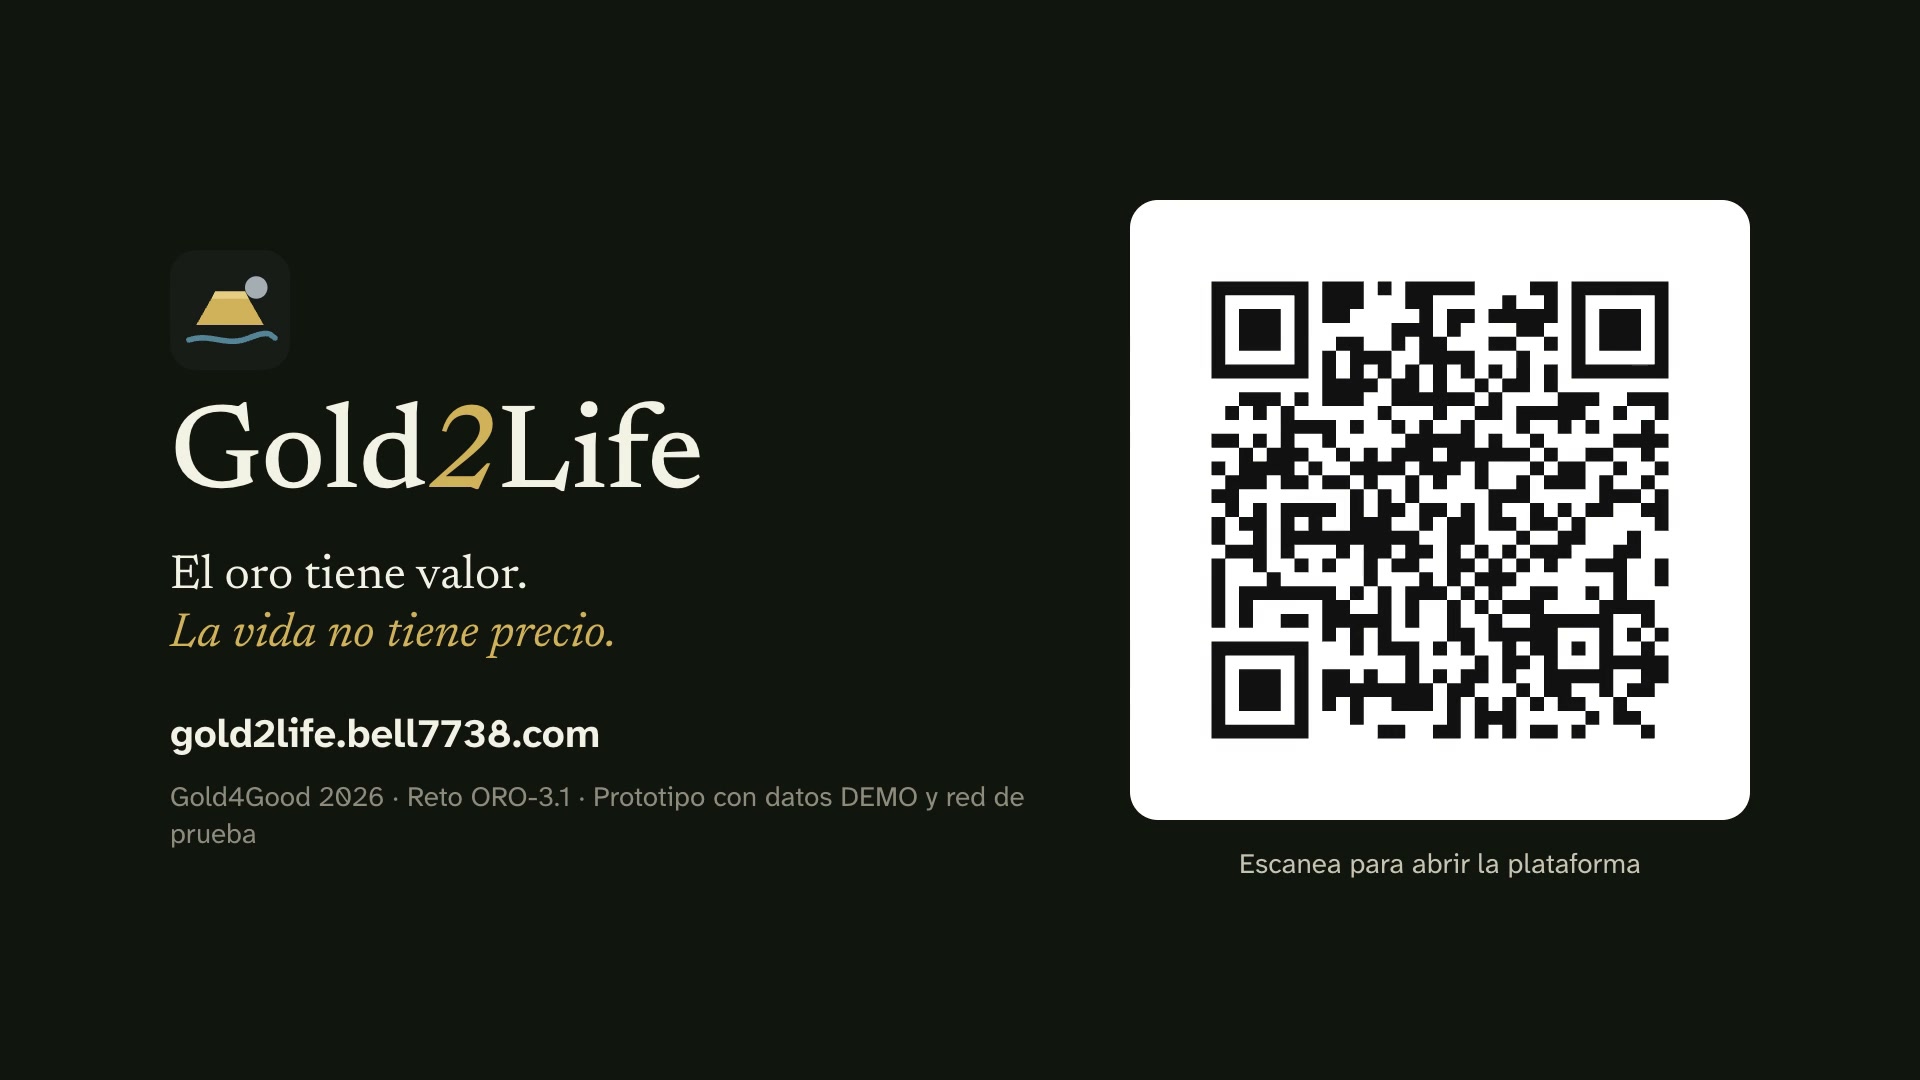 Gold2Life
El oro tiene valor.
La vida no tiene precio.
gold2life.bell7738.com
Gold4Good 2026 · Reto ORO-3.1 · Prototipo con datos DEMO y red de
prueba
Escanea para abrir la plataforma